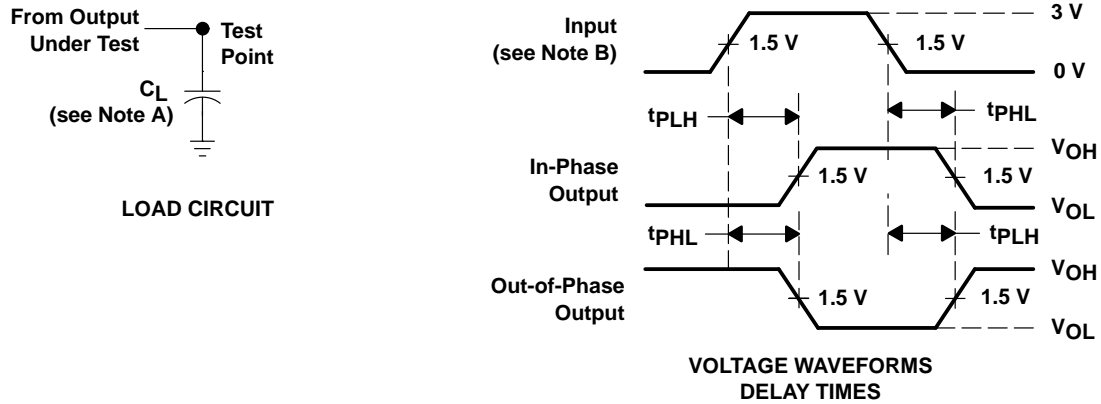 From Output
Under Test
Test
Point
CL
(see Note A)
LOAD CIRCUIT
Input
(see Note B)
1.5 V
1.5 V
3 V
0 V
tPLH
tPHL
In-Phase
Output
1.5 V
1.5 V
VOH
VOL
tPHL
tPLH
Out-of-Phase
Output
1.5 V
1.5 V
VOH
VOL
VOLTAGE WAVEFORMS
DELAY TIMES